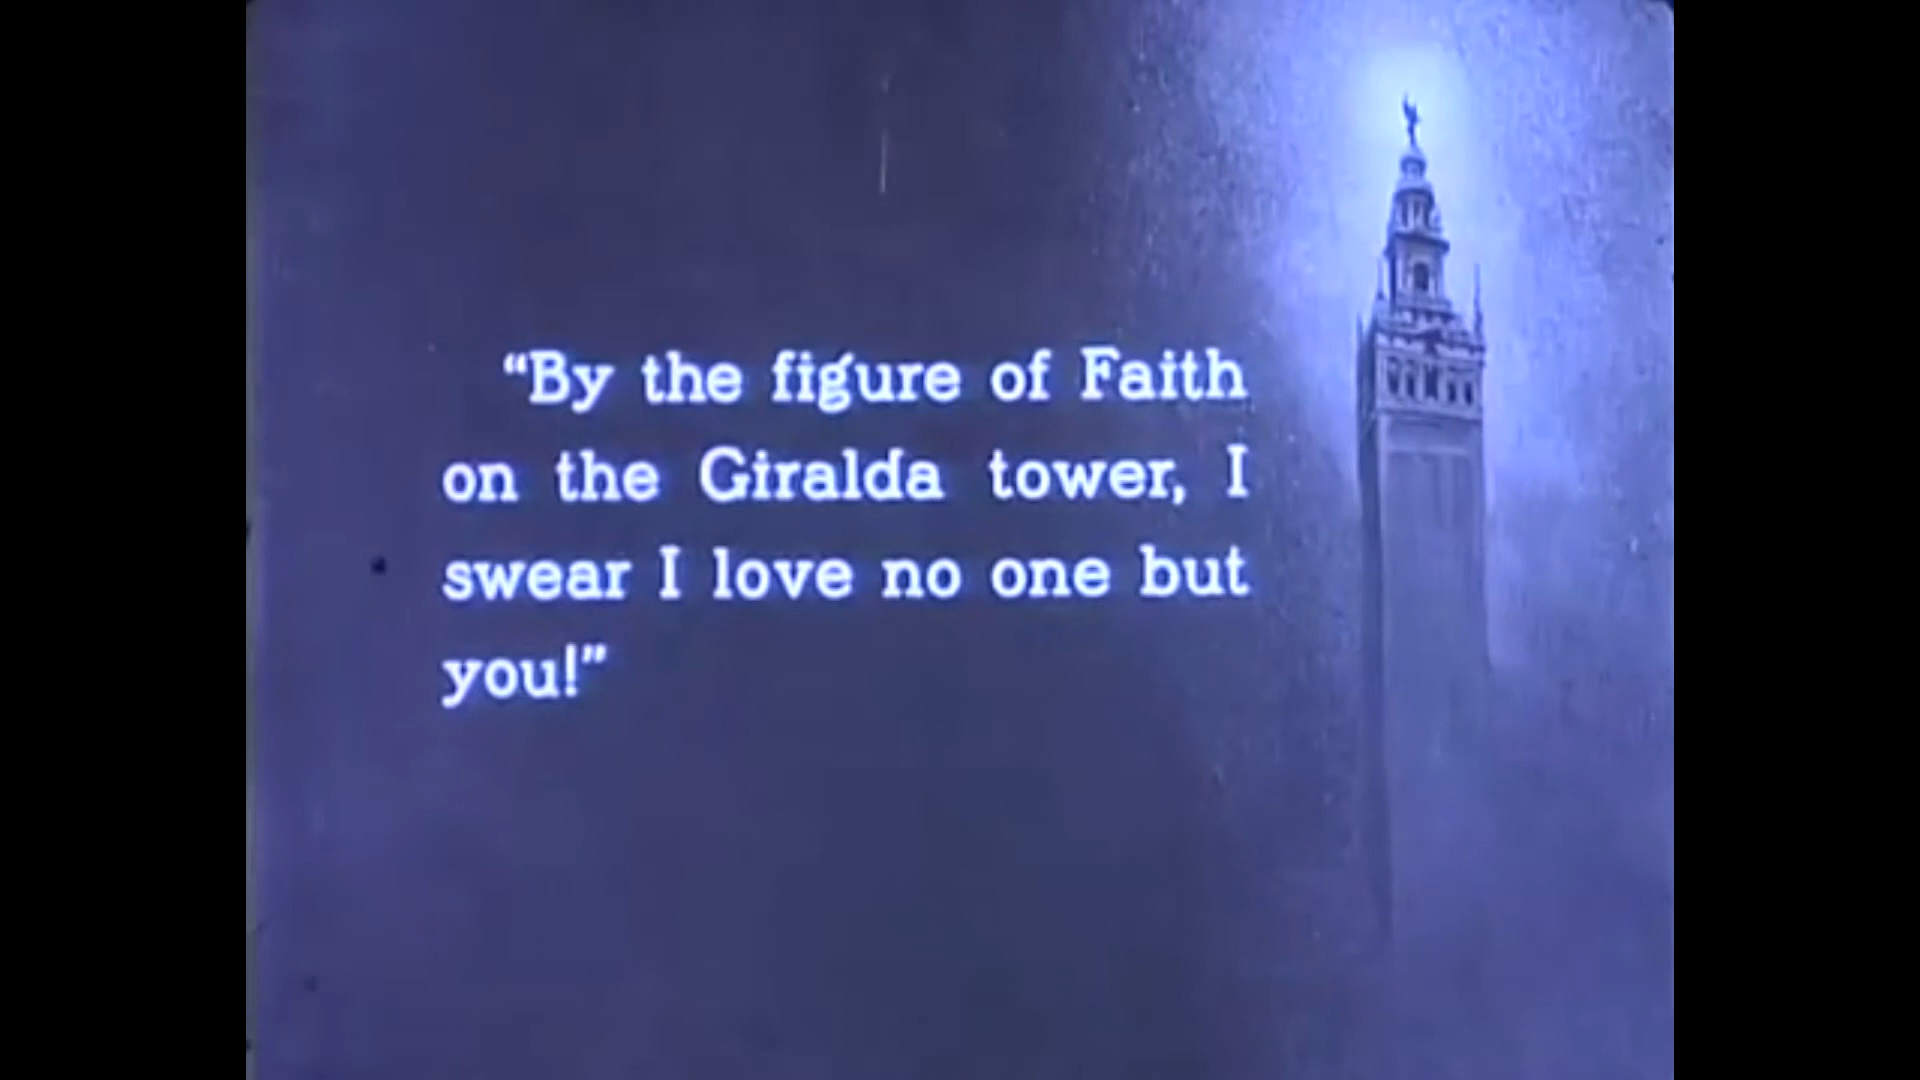 “By the figure of Faith
on the Giralda tower, I
swear I love no one but
you!”